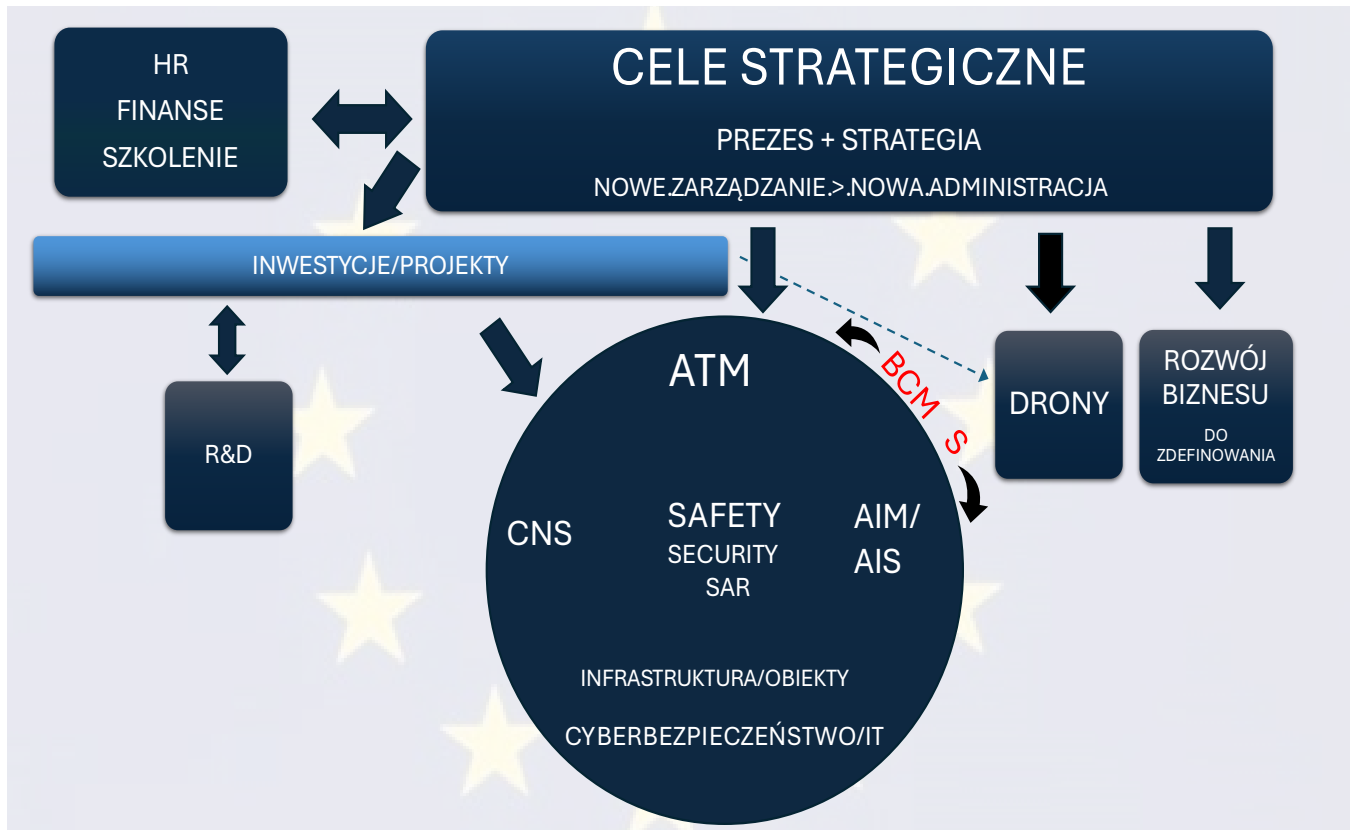 HR
FINANSE
SZKOLENIE
CELE STRATEGICZNE
PREZES + STRATEGIA
NOWE.ZARZĄDZANIE.>.NOWA.ADMINISTRACJA
INWESTYCJE/PROJEKTY
R&D
ATM
BCM S
DRONY
ROZWÓJ
BIZNESU
DO
ZDEFINOWANIA
CNS
SAFETY
SECURITY
SAR
AIM/
AIS
INFRASTRUKTURA/OBIEKTY
CYBERBEZPIECZEŃSTWO/IT